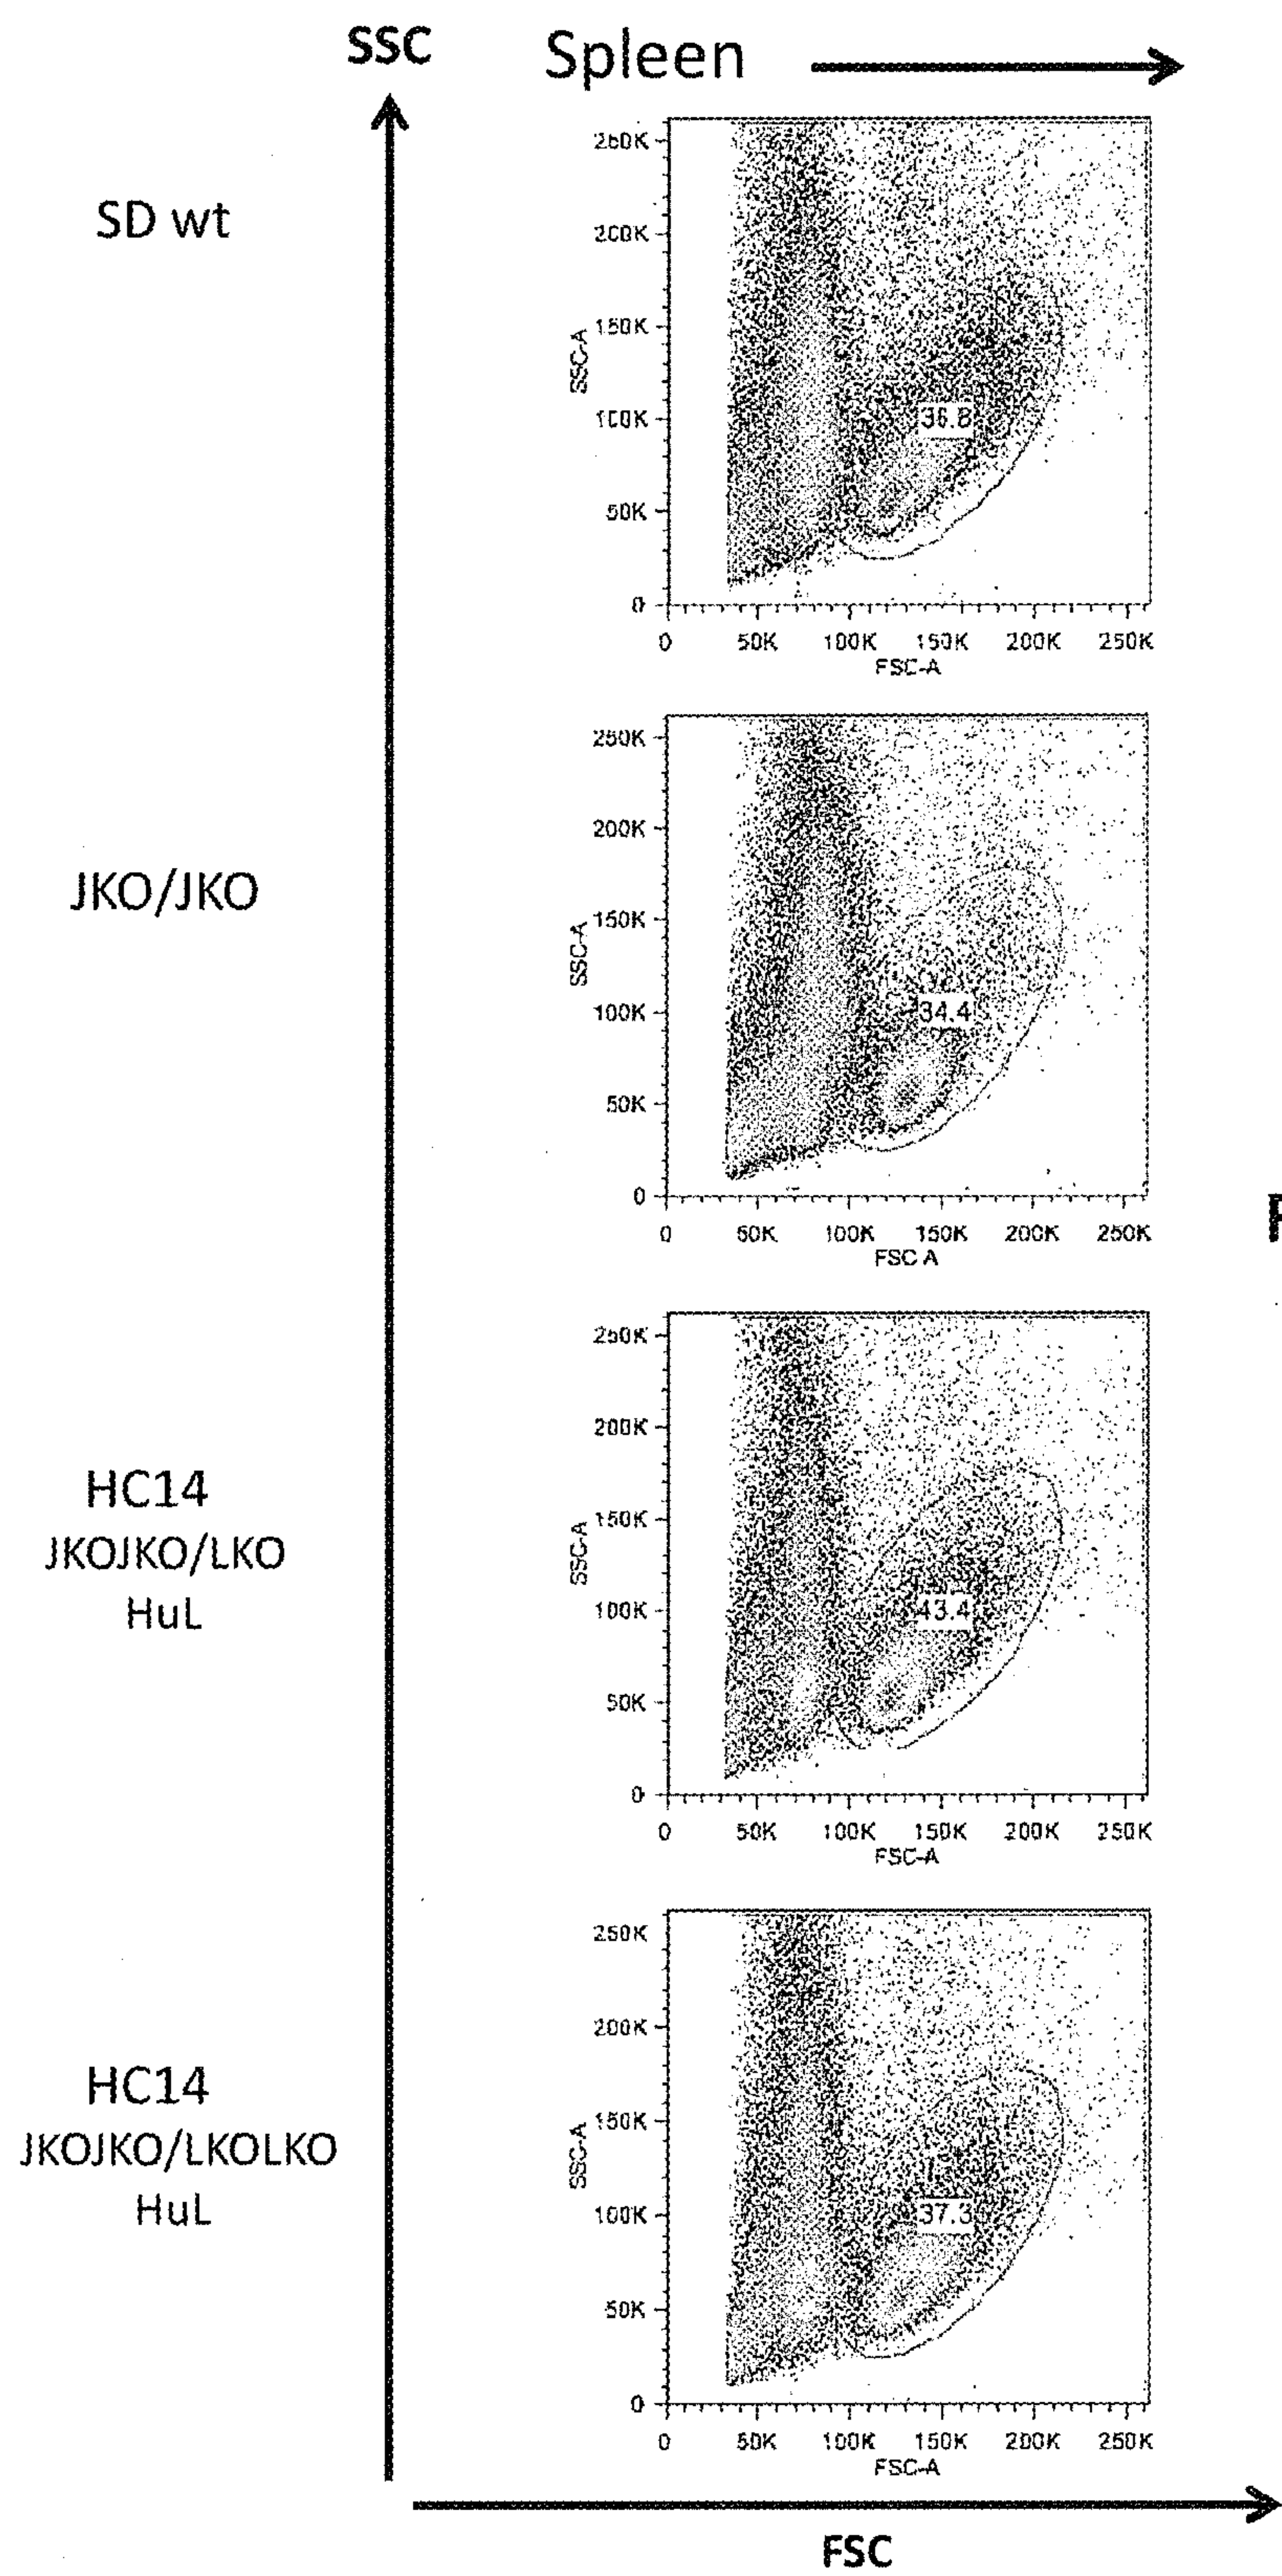 SSC Spleen
SD wt
250K
200K
150K
100K
50K
0
SSC-A
36.8
0 50K 100K 150K 200K 250K
FSC-A
JKO/JKO
250K
200K
150K
100K
50K
0
SSC-A
34.4
0 50K 100K 150K 200K 250K
FSC A
HC14
JKOJKO/LKO
HuL
250K
200K
150K
100K
50K
0
SSC-A
43.4
0 50K 100K 150K 200K 250K
FSC-A
HC14
JKOJKO/LKOLKO
HuL
250K
200K
150K
100K
50K
0
SSC-A
37.3
0 50K 100K 150K 200K 250K
FSC-A
FSC